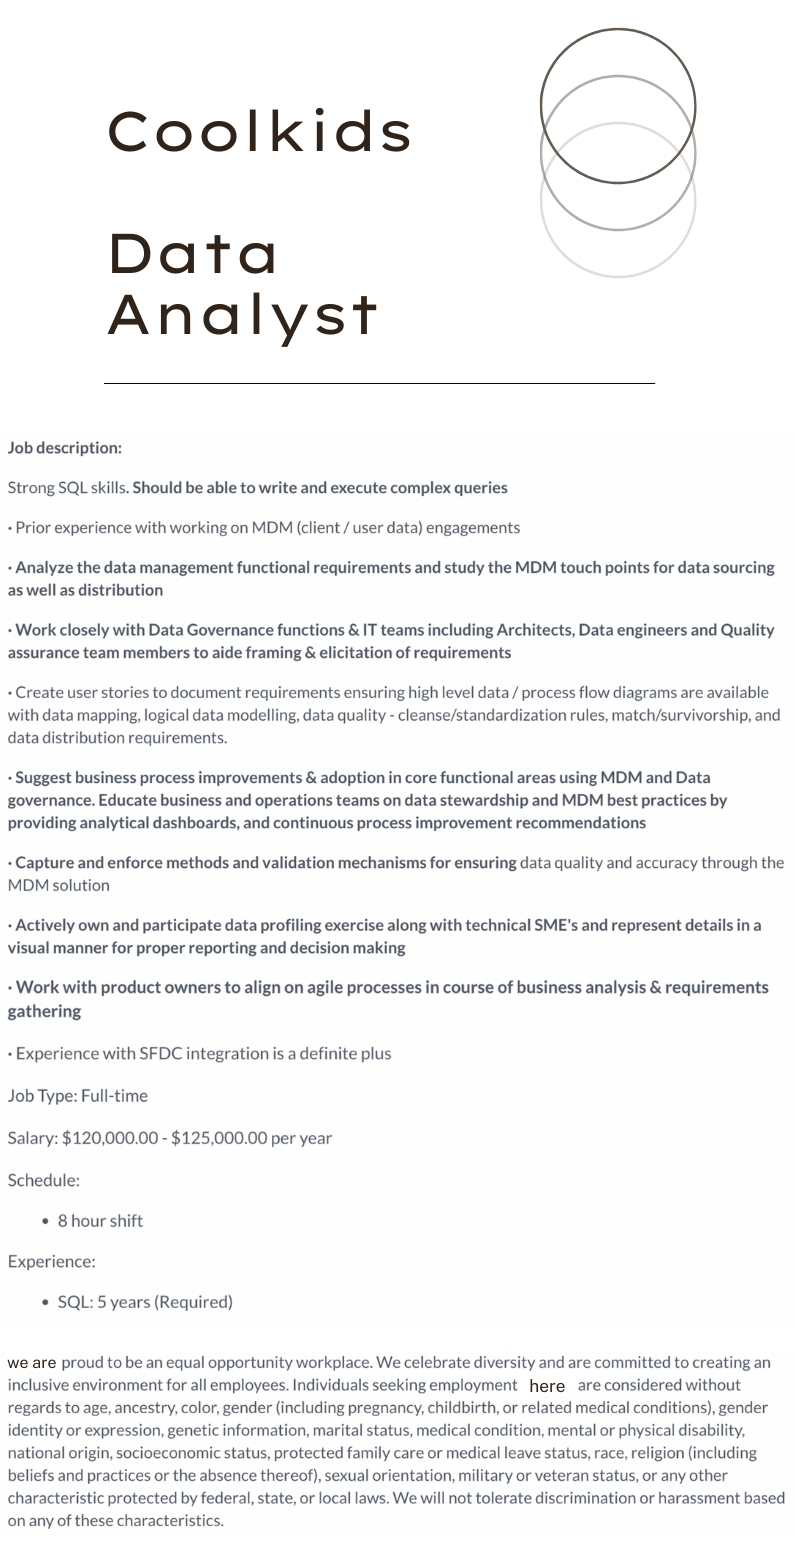 Coolkids
Data
Analyst
Job description:
Strong SQL skills. Should be able to write and execute complex queries
· Prior experience with working on MDM (client / user data) engagements
· Analyze the data management functional requirements and study the MDM touch points for data sourcing
as well as distribution
· Work closely with Data Governance functions & IT teams including Architects, Data engineers and Quality
assurance team members to aide framing & elicitation of requirements
· Create user stories to document requirements ensuring high level data / process flow diagrams are available
with data mapping, logical data modelling, data quality - cleanse/standardization rules, match/survivorship, and
data distribution requirements.
· Suggest business process improvements & adoption in core functional areas using MDM and Data
governance. Educate business and operations teams on data stewardship and MDM best practices by
providing analytical dashboards, and continuous process improvement recommendations
· Capture and enforce methods and validation mechanisms for ensuring data quality and accuracy through the
MDM solution
· Actively own and participate data profiling exercise along with technical SME's and represent details in a
visual manner for proper reporting and decision making
· Work with product owners to align on agile processes in course of business analysis & requirements
gathering
· Experience with SFDC integration is a definite plus
Job Type: Full-time
Salary: $120,000.00 - $125,000.00 per year
Schedule:
• 8 hour shift
Experience:
• SQL: 5 years (Required)
we are proud to be an equal opportunity workplace. We celebrate diversity and are committed to creating an
inclusive environment for all employees. Individuals seeking employment here are considered without
regards to age, ancestry, color, gender (including pregnancy, childbirth, or related medical conditions), gender
identity or expression, genetic information, marital status, medical condition, mental or physical disability,
national origin, socioeconomic status, protected family care or medical leave status, race, religion (including
beliefs and practices or the absence thereof), sexual orientation, military or veteran status, or any other
characteristic protected by federal, state, or local laws. We will not tolerate discrimination or harassment based
on any of these characteristics.